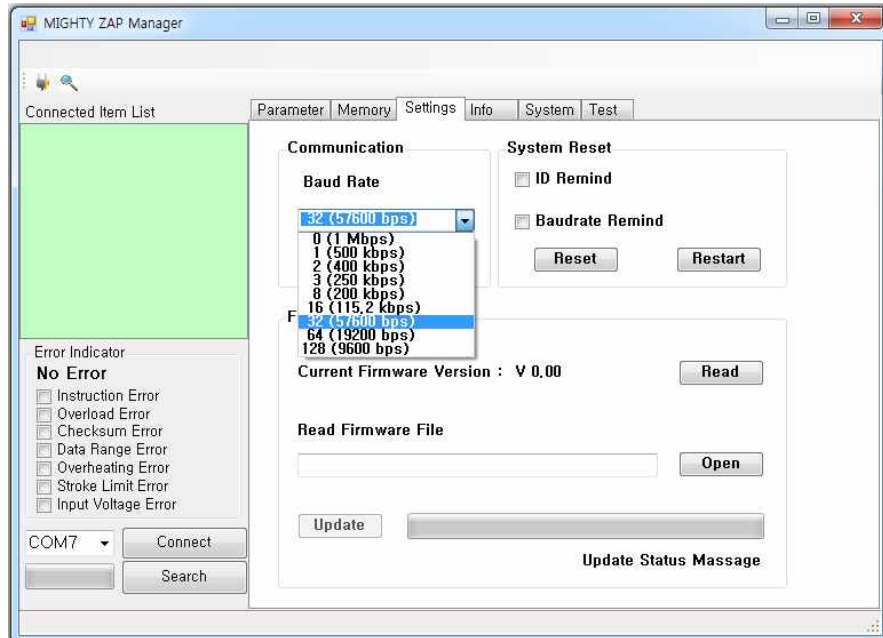 MIGHTY ZAP Manager
Connected Item List
Parameter Memory Settings Info System Test
Communication
Baud Rate
32 (57600 bps)
0 (1 Mbps)
1 (500 kbps)
2 (400 kbps)
3 (250 kbps)
8 (200 kbps)
16 (115.2 kbps)
32 (57600 bps)
64 (19200 bps)
128 (9600 bps)
System Reset
ID Remind
Baudrate Remind
Reset Restart
F
Current Firmware Version : V 0.00 Read
Read Firmware File
Open
Update
Update Status Massage
Error Indicator
No Error
Instruction Error
Overload Error
Checksum Error
Data Range Error
Overheating Error
Stroke Limit Error
Input Voltage Error
COM7 Connect
Search